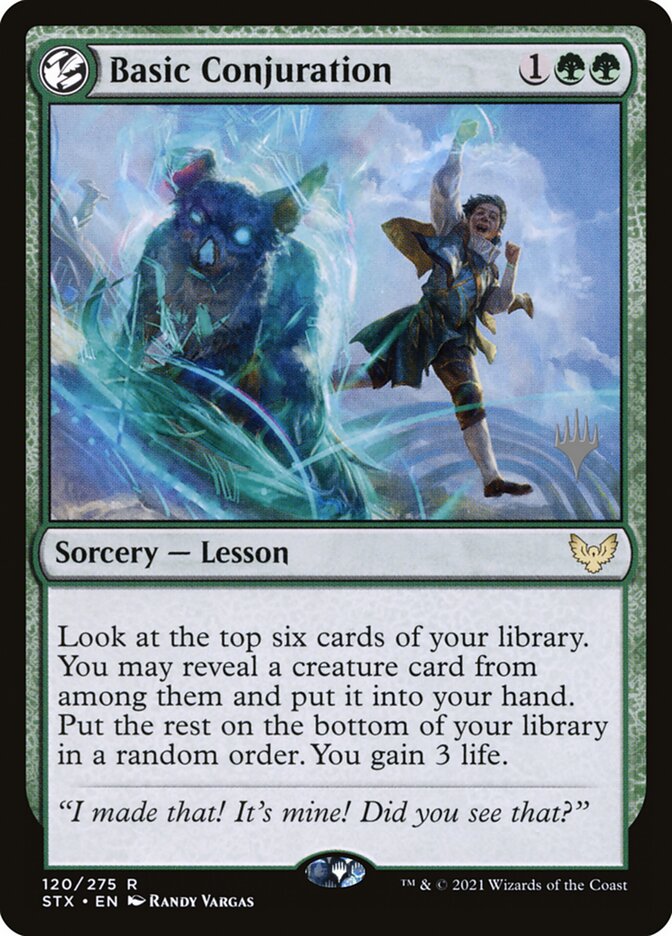 Basic Conjuration 1
Sorcery — Lesson
Look at the top six cards of your library.
You may reveal a creature card from
among them and put it into your hand.
Put the rest on the bottom of your library
in a random order. You gain 3 life.
“I made that! It’s mine! Did you see that?”
120/275 R
STX • EN Randy Vargas
™ & © 2021 Wizards of the Coast